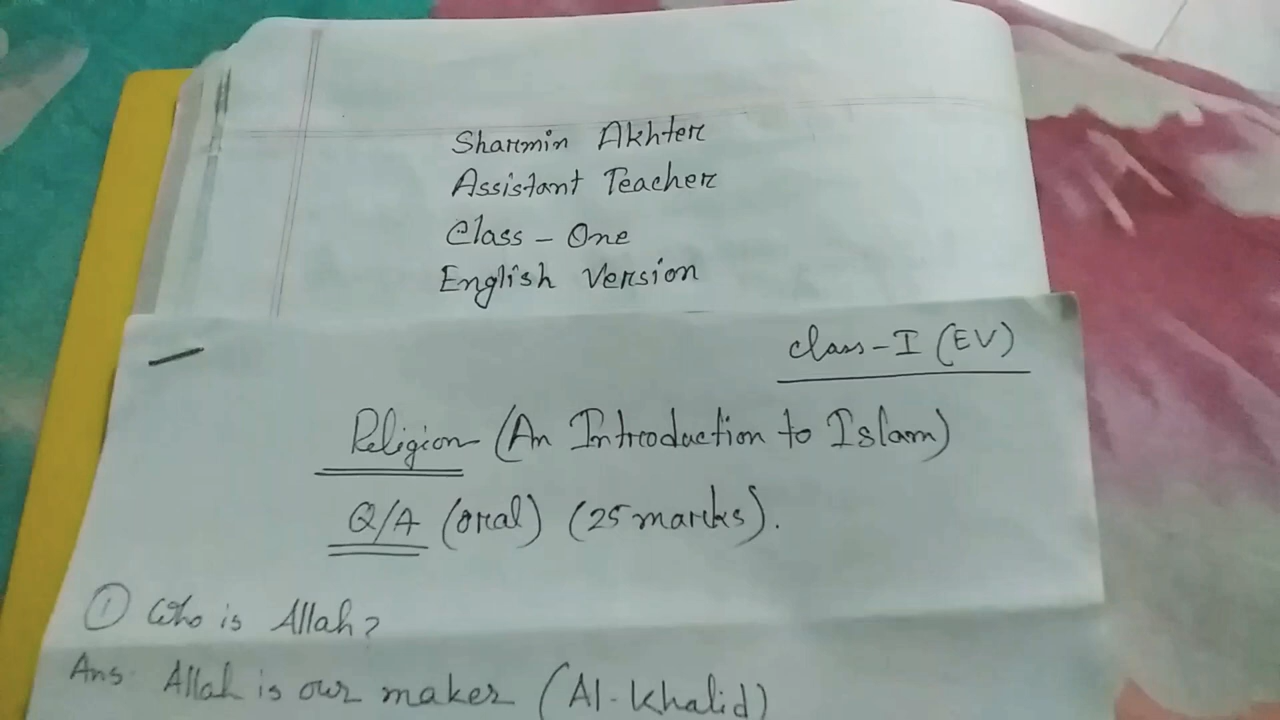 Sharmin Akhter
Assistant Teacher
Class - One
English Version
class - I (EV)
Religion (An Introduction to Islam)
Q/A (oral) (25 marks).
① Who is Allah?
Ans. Allah is our maker (Al-Khalid)